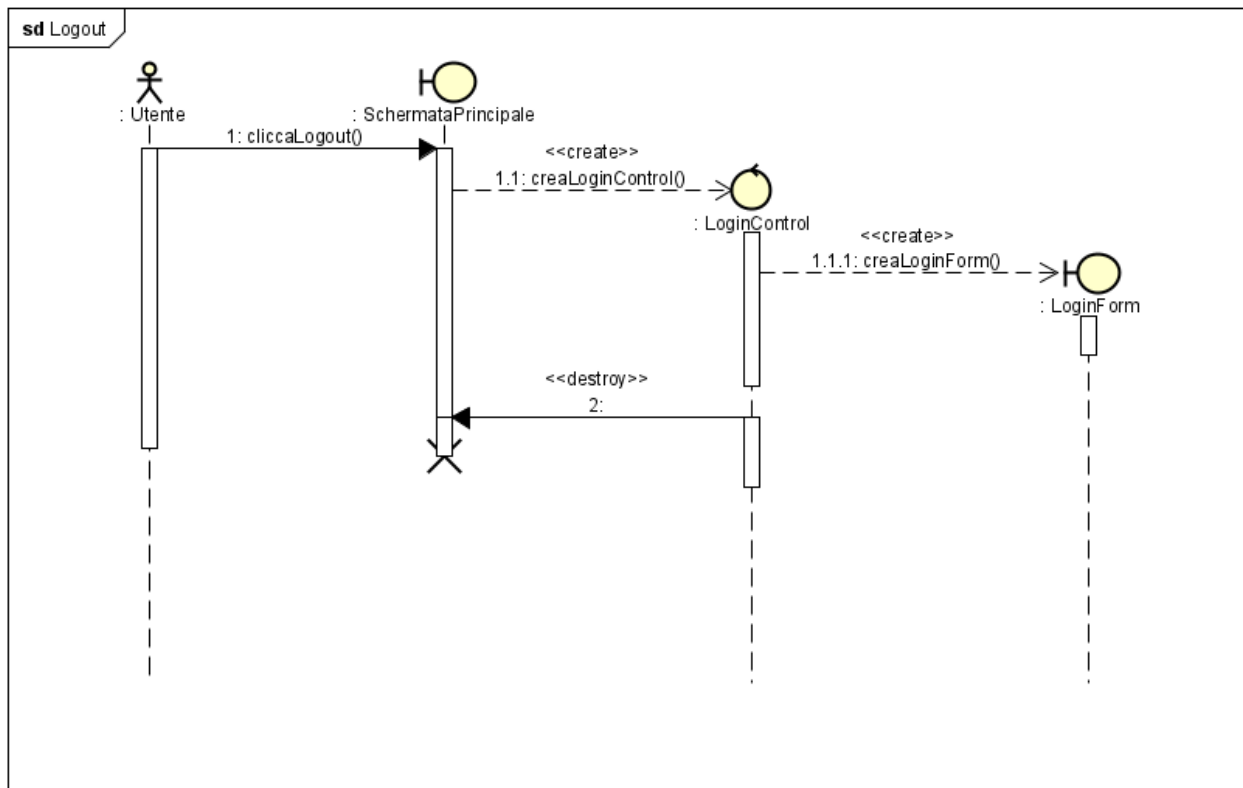 sd Logout
: Utente
: SchermataPrincipale
1: cliccaLogout()
<<create>>
1.1: creaLoginControl()
: LoginControl
<<create>>
1.1.1: creaLoginForm()
: LoginForm
<<destroy>>
2: